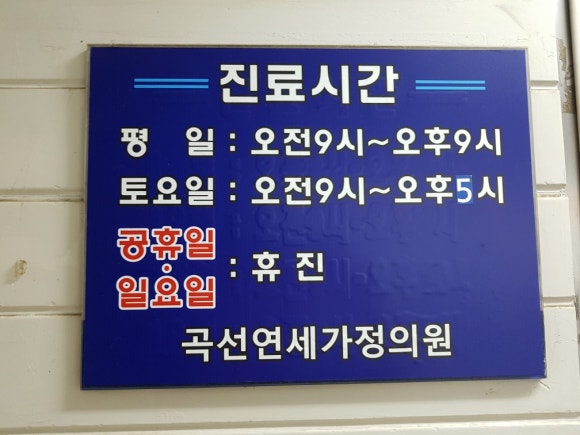 진료시간
평 일 : 오전9시~오후9시
토요일 : 오전9시~오후5시
공휴일·일요일 : 휴 진
곡선연세가정의원